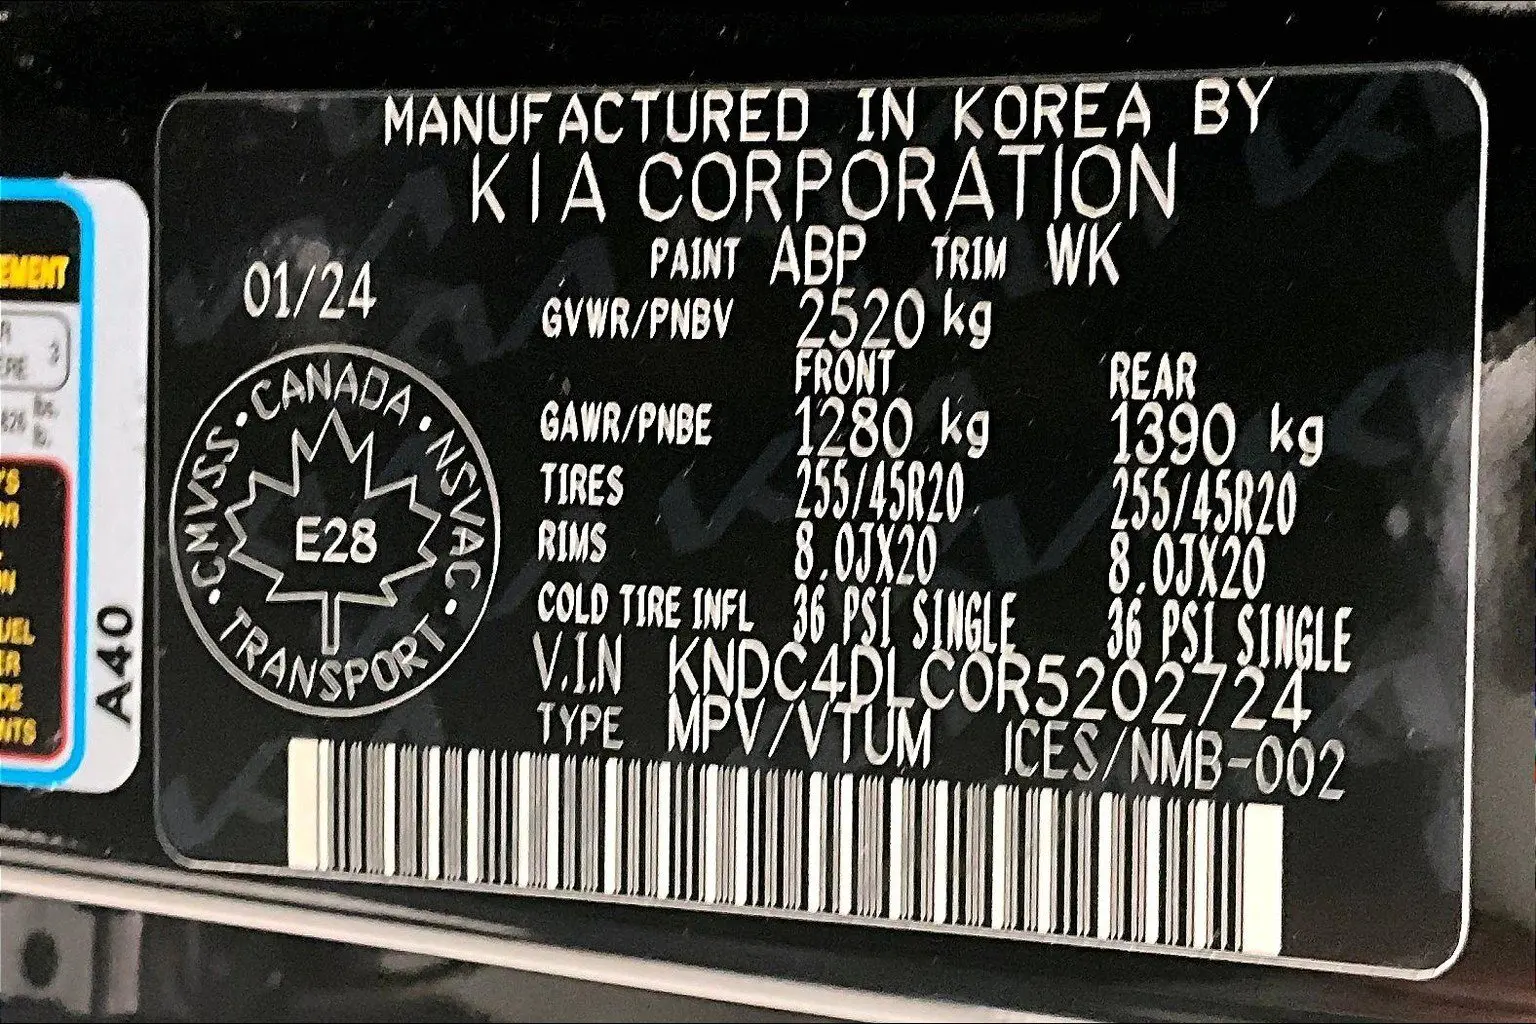 MANUFACTURED IN KOREA BY
KIA CORPORATION
PAINT ABP TRIM WK
01/24
GVWR/PNBV 2520 kg
FRONT REAR
GAWR/PNBE 1280 kg 1390 kg
TIRES 255/45R20 255/45R20
RIMS 8.0JX20 8.0JX20
COLD TIRE INFL 36 PSI SINGLE 36 PSI SINGLE
V.I.N KNDC4DLC0R5202724
TYPE MPV/VTUM ICES/NMB-002
CANADA • NSVAC • TRANSPORT • CMVSS •
E28
A40
lbs.
lb.